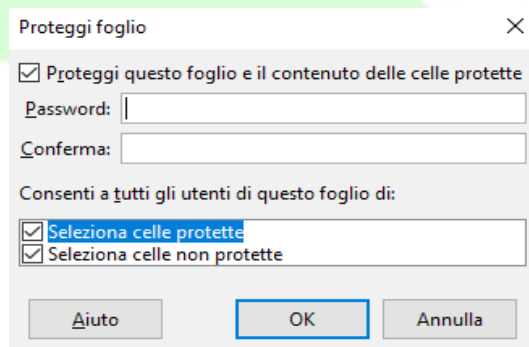 Proteggi foglio
Proteggi questo foglio e il contenuto delle celle protette
Password:
Conferma:
Consenti a tutti gli utenti di questo foglio di:
Seleziona celle protette
Seleziona celle non protette
Aiuto OK Annulla